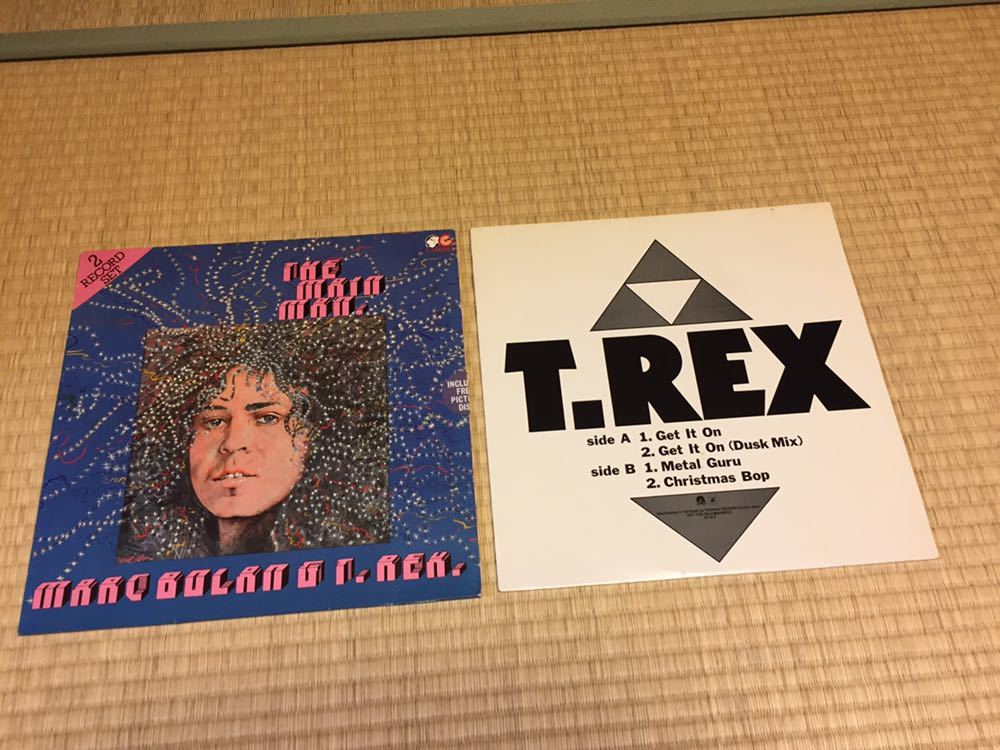 2
RECORD
SET
THE
MAIN
MAN.
INCLU
FRE
PICTU
DIS
MARC BOLAN & T. REX.
T.REX
side A 1. Get It On
2. Get It On (Dusk Mix)
side B 1. Metal Guru
2. Christmas Bop